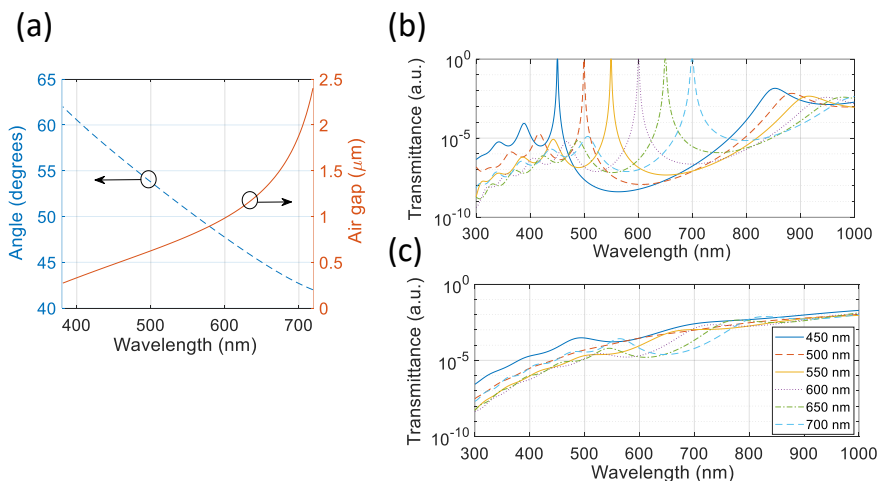 (a)
65
60
55
50
45
40
Angle (degrees)
2.5
2
1.5
1
0.5
0
Air gap (μm)
400 500 600 700
Wavelength (nm)
(b)
Transmittance (a.u.)
10^0
10^-5
10^-10
300 400 500 600 700 800 900 1000
Wavelength (nm)
(c)
Transmittance (a.u.)
10^0
10^-5
10^-10
450 nm
500 nm
550 nm
600 nm
650 nm
700 nm
300 400 500 600 700 800 900 1000
Wavelength (nm)